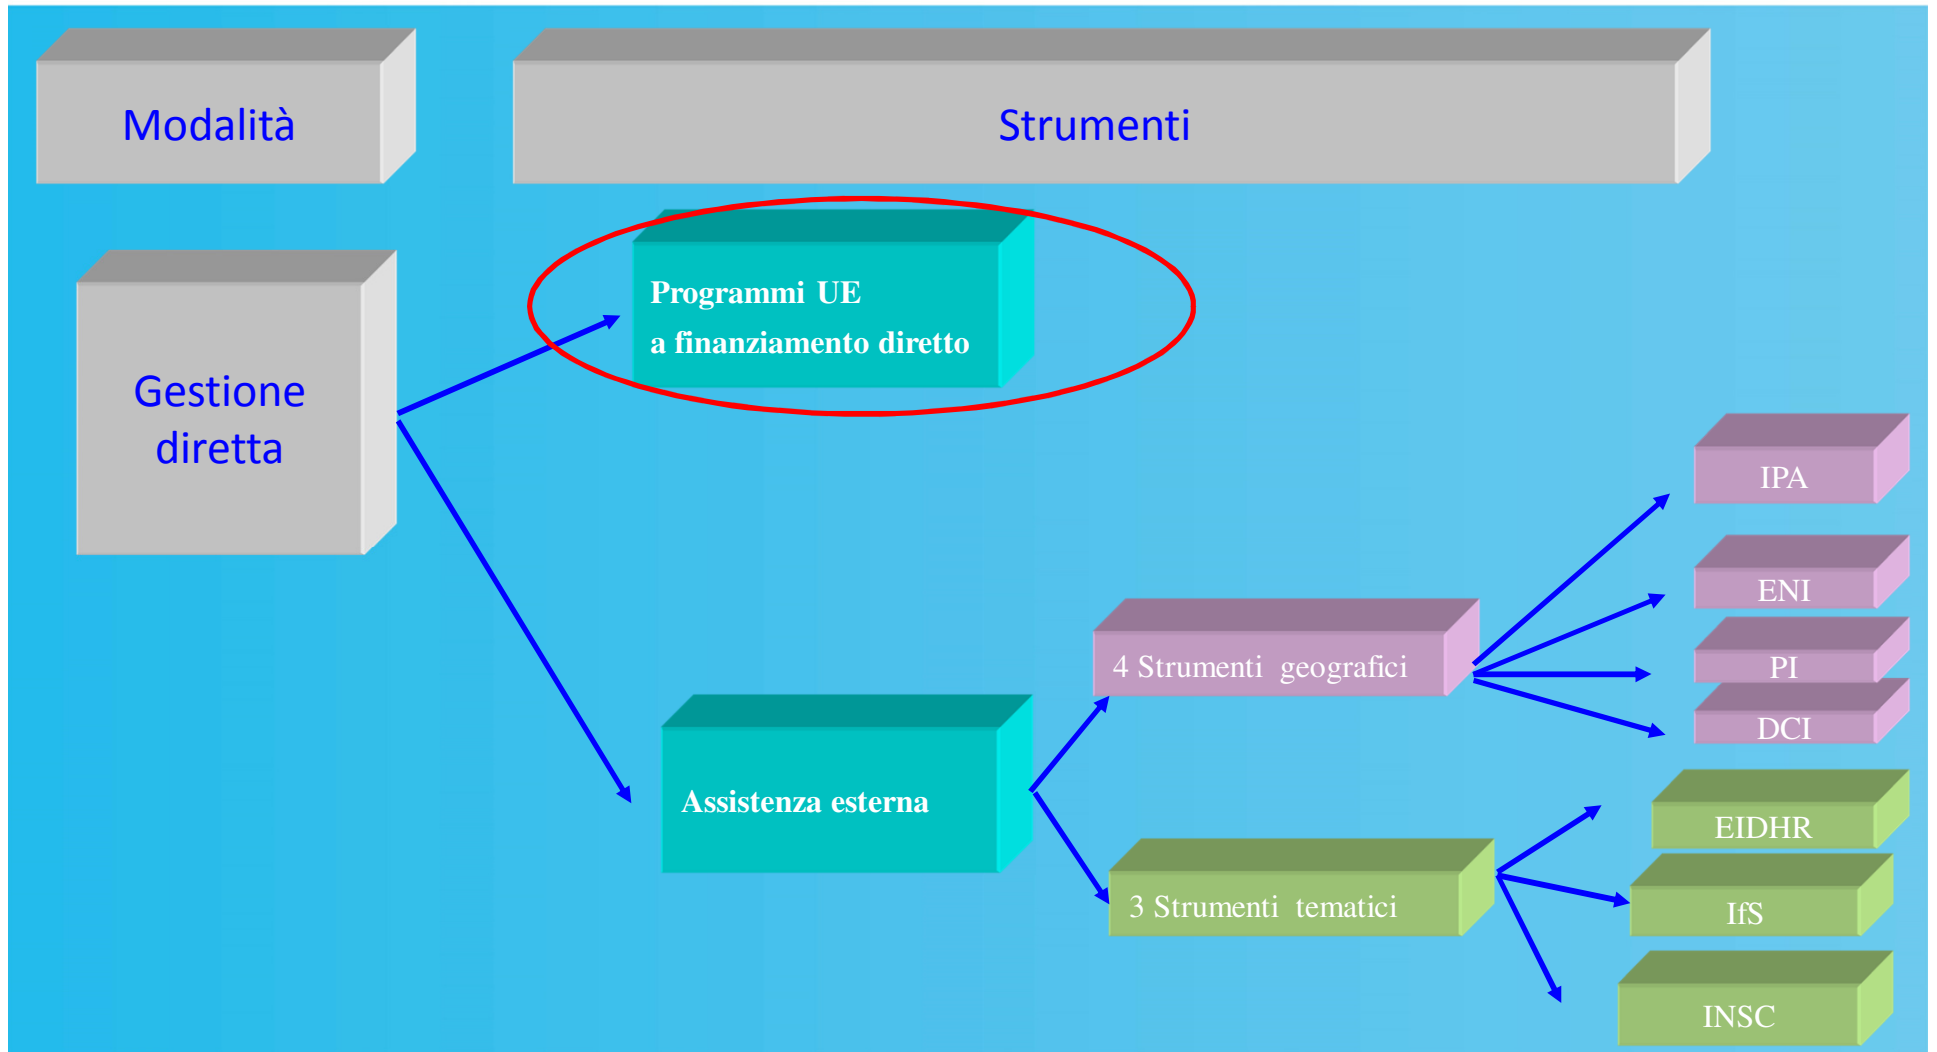 Modalità
Strumenti
Gestione
diretta
Programmi UE
a finanziamento diretto
Assistenza esterna
4 Strumenti geografici
3 Strumenti tematici
IPA
ENI
PI
DCI
EIDHR
IfS
INSC